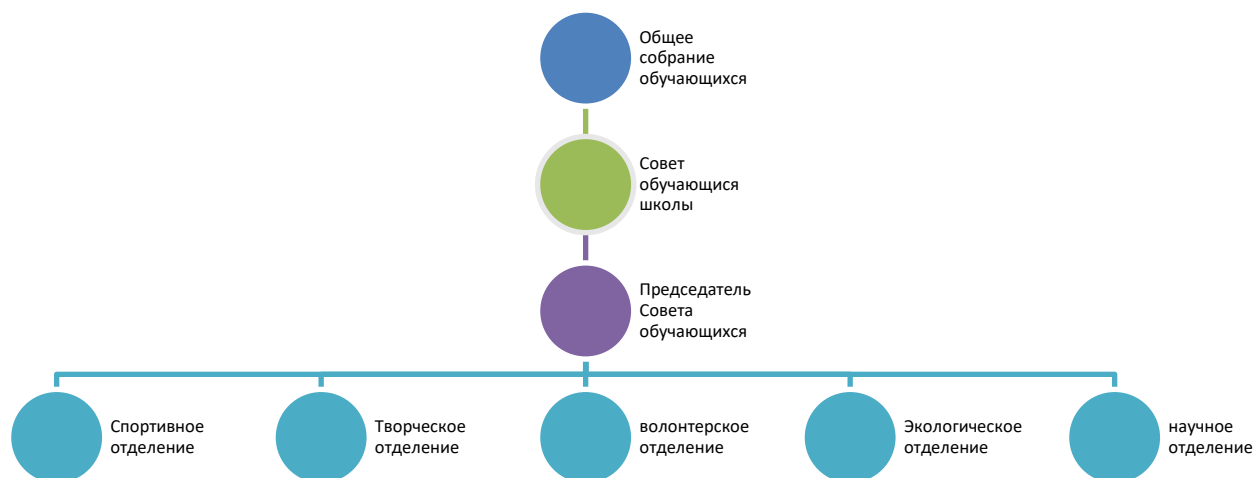 Общее
собрание
обучающихся
Совет
обучающися
школы
Председатель
Совета
обучающихся
Спортивное
отделение
Творческое
отделение
волонтерское
отделение
Экологическое
отделение
научное
отделение